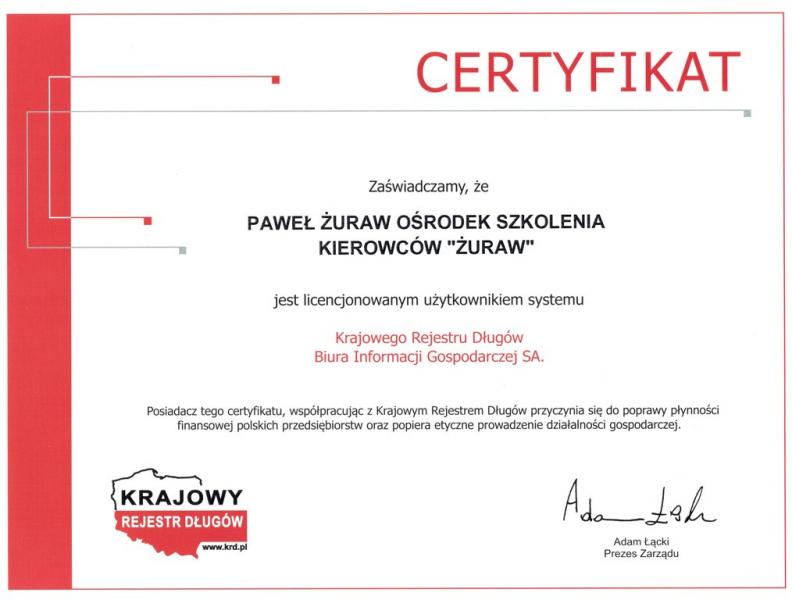 CERTYFIKAT
Zaświadczamy, że
PAWEŁ ŻURAW OŚRODEK SZKOLENIA
KIEROWCÓW "ŻURAW"
jest licencjonowanym użytkownikiem systemu
Krajowego Rejestru Długów
Biura Informacji Gospodarczej SA.
Posiadacz tego certyfikatu, współpracując z Krajowym Rejestrem Długów przyczynia się do poprawy płynności
finansowej polskich przedsiębiorstw oraz popiera etyczne prowadzenie działalności gospodarczej.
KRAJOWY
REJESTR DŁUGÓW
www.krd.pl
Adam Łącki
Adam Łącki
Prezes Zarządu